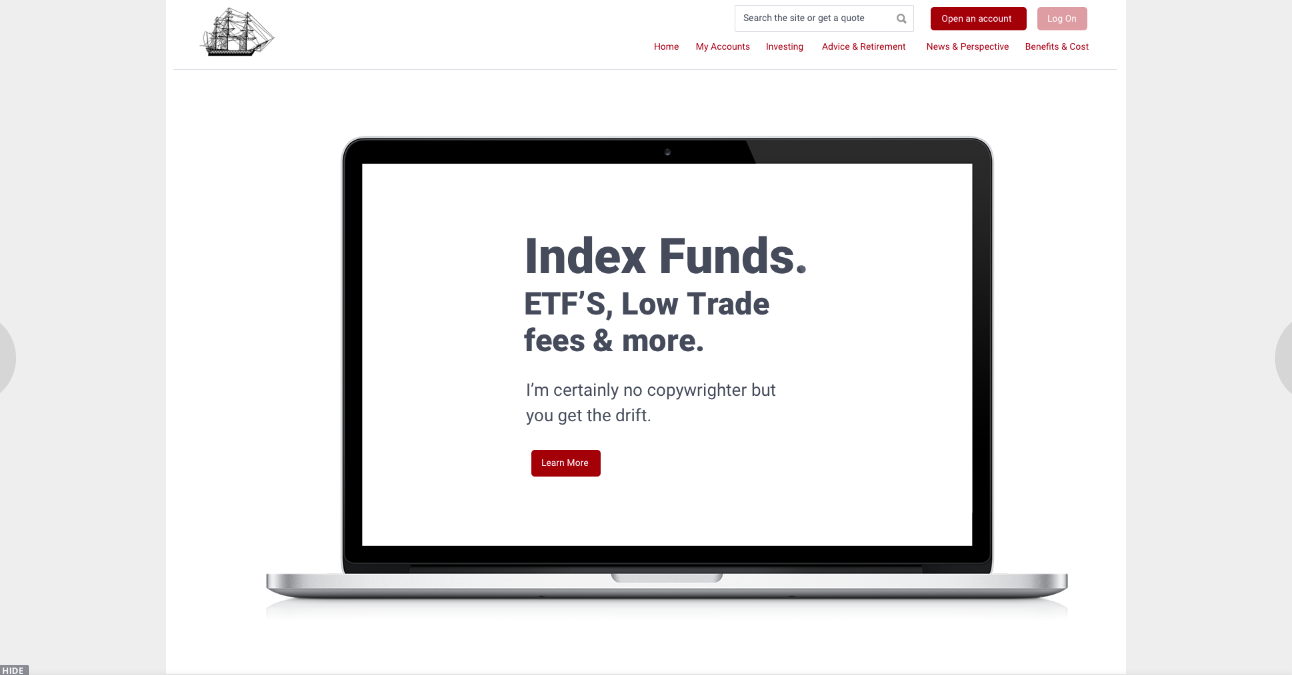 Search the site or get a quote
Open an account
Log On
Home My Accounts Investing Advice & Retirement News & Perspective Benefits & Cost
Index Funds.
ETF’S, Low Trade
fees & more.
I’m certainly no copywrighter but
you get the drift.
Learn More
HIDE